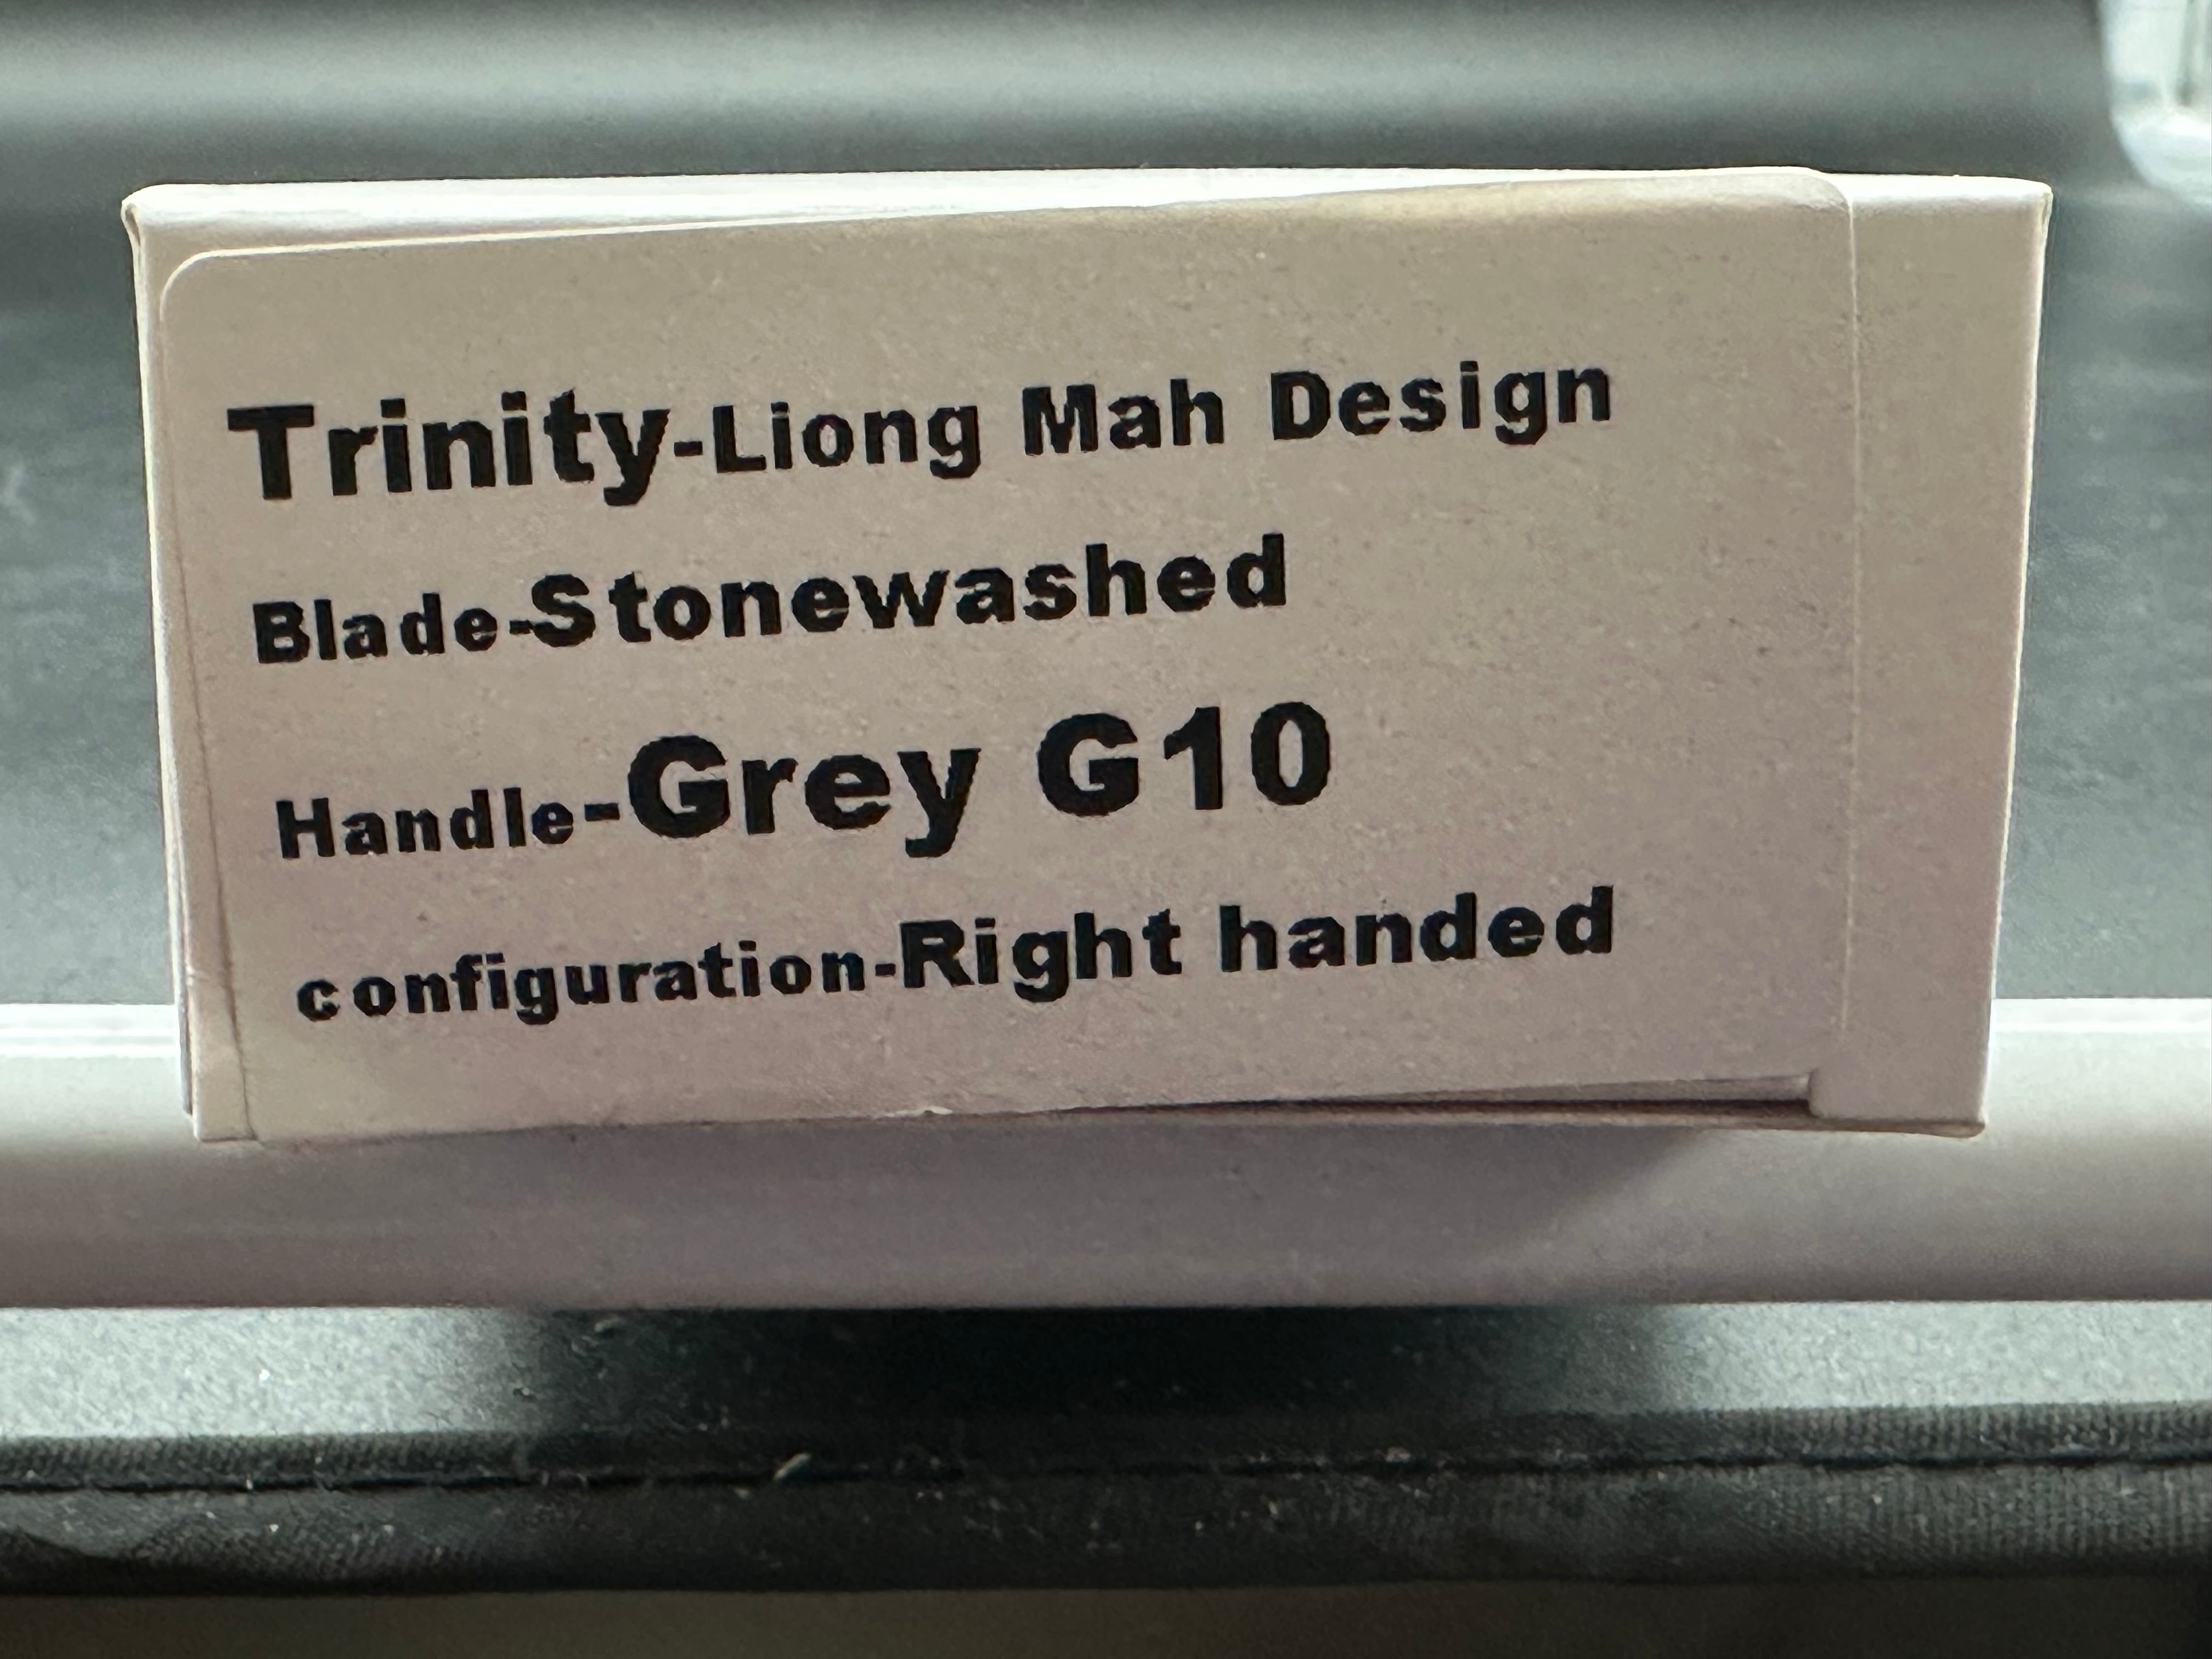 Trinity-Liong Mah Design
Blade-Stonewashed
Handle-Grey G10
configuration-Right handed